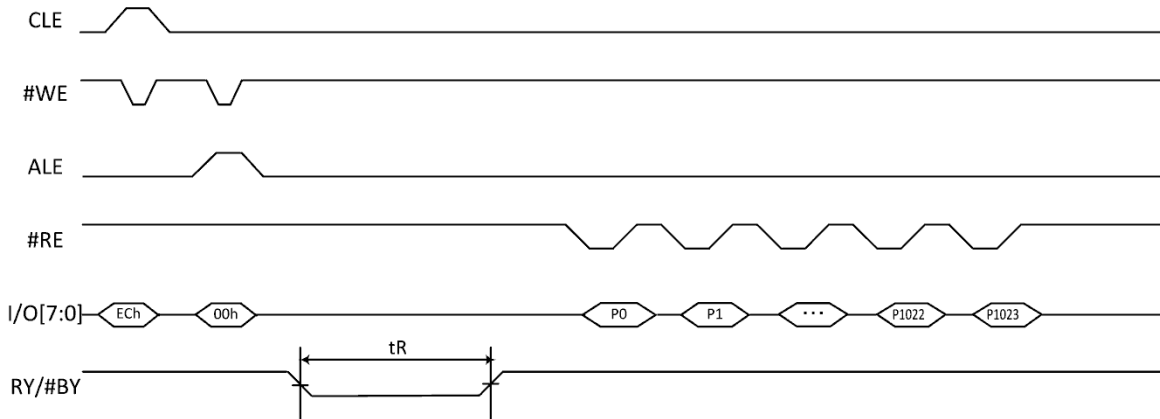 CLE
#WE
ALE
#RE
I/O[7:0] ECh 00h P0 P1 ··· P1022 P1023
tR
RY/#BY